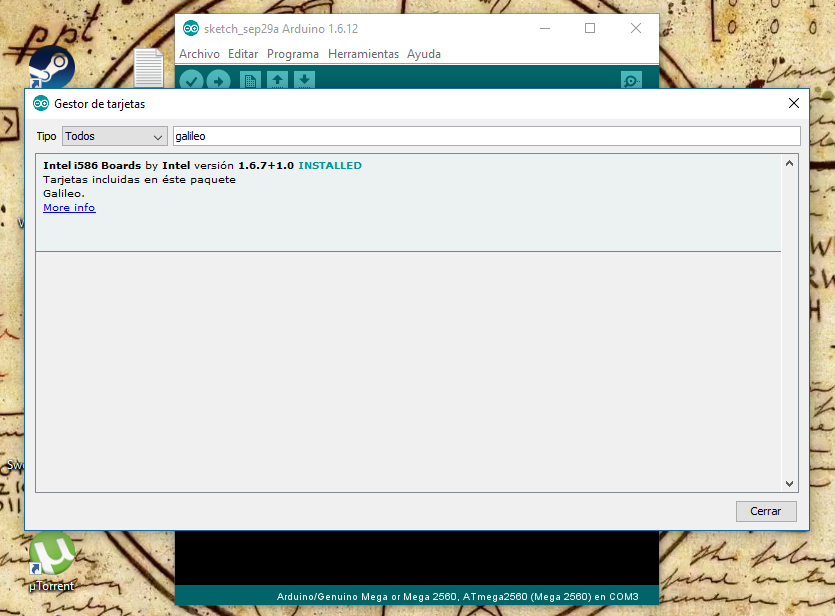 ppt.
sketch_sep29a Arduino 1.6.12
Archivo Editar Programa Herramientas Ayuda
Gestor de tarjetas
Tipo Todos galileo
Intel i586 Boards by Intel versión 1.6.7+1.0 INSTALLED
Tarjetas incluidas en éste paquete
Galileo.
More info
Cerrar
µTorrent
Arduino/Genuino Mega or Mega 2560, ATmega2560 (Mega 2560) en COM3